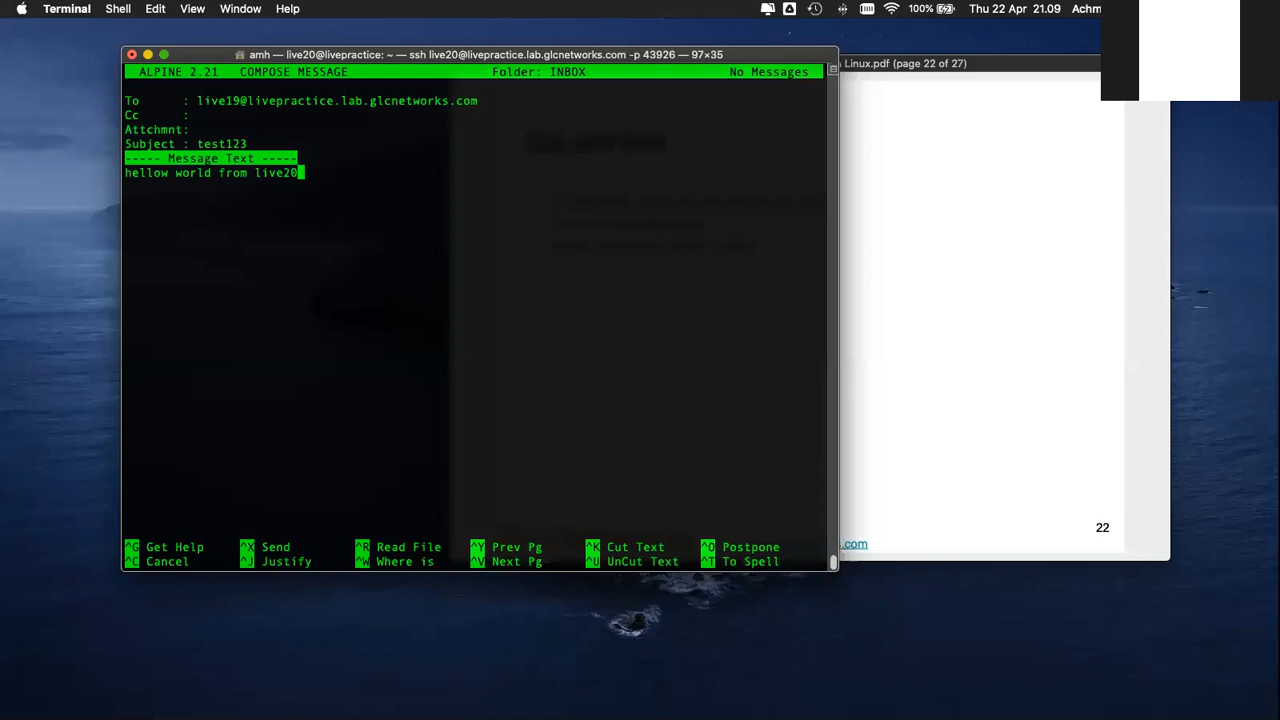 Terminal Shell Edit View Window Help 100% Thu 22 Apr 21.09 Achm
amh — live20@livepractice: ~ — ssh live20@livepractice.lab.glcnetworks.com -p 43926 — 97×35
Linux.pdf (page 22 of 27)
ALPINE 2.21 COMPOSE MESSAGE Folder: INBOX No Messages
To : live19@livepractice.lab.glcnetworks.com
Cc :
Attchmnt:
Subject : test123
----- Message Text -----
hellow world from live20
22
s.com
^G Get Help ^X Send ^R Read File ^Y Prev Pg ^K Cut Text ^O Postpone
^C Cancel ^J Justify ^W Where is ^V Next Pg ^U UnCut Text ^T To Spell